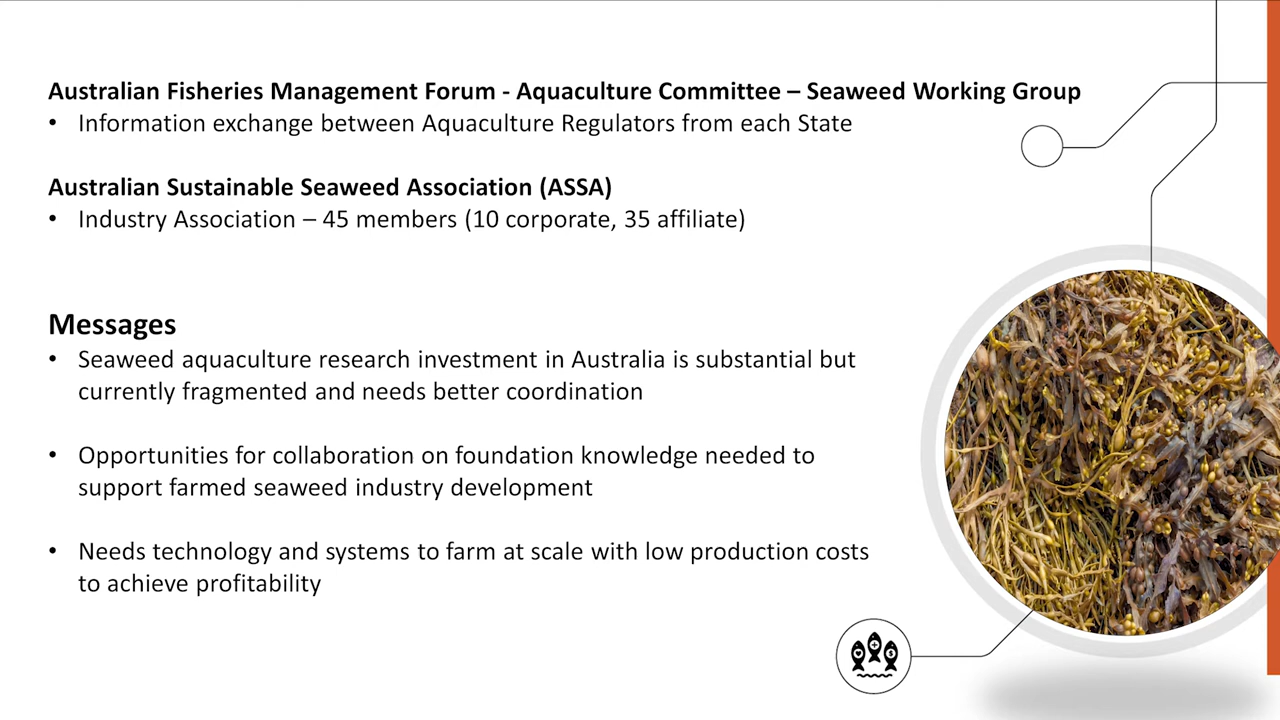 Australian Fisheries Management Forum - Aquaculture Committee – Seaweed Working Group
• Information exchange between Aquaculture Regulators from each State
Australian Sustainable Seaweed Association (ASSA)
• Industry Association – 45 members (10 corporate, 35 affiliate)
Messages
• Seaweed aquaculture research investment in Australia is substantial but
currently fragmented and needs better coordination
• Opportunities for collaboration on foundation knowledge needed to
support farmed seaweed industry development
• Needs technology and systems to farm at scale with low production costs
to achieve profitability